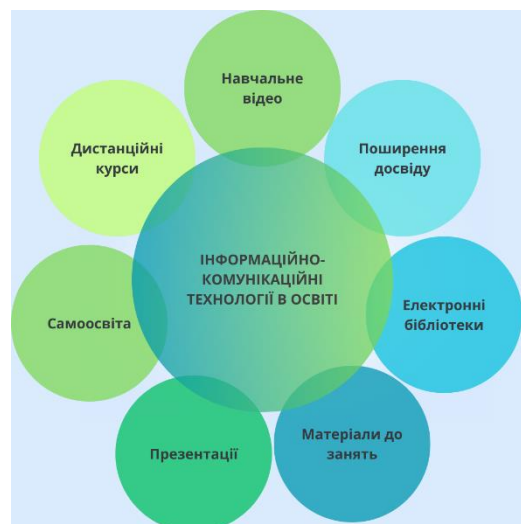 Навчальне
відео
Поширення
досвіду
Електронні
бібліотеки
Матеріали до
занять
Презентації
Самоосвіта
Дистанційні
курси
ІНФОРМАЦІЙНО-
КОМУНІКАЦІЙНІ
ТЕХНОЛОГІЇ В ОСВІТІ